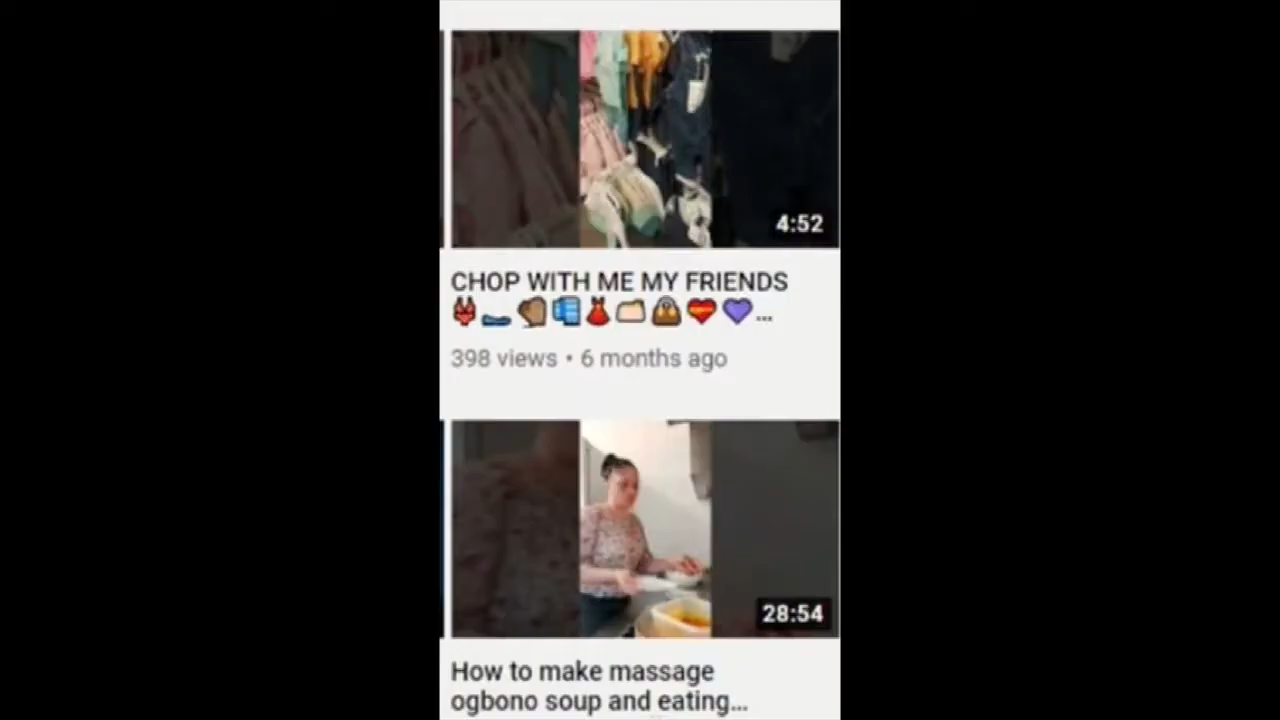 4:52
CHOP WITH ME MY FRIENDS
👙🥿🧤👖👗👝👜❤️💜...
398 views • 6 months ago
28:54
How to make massage
ogbono soup and eating...